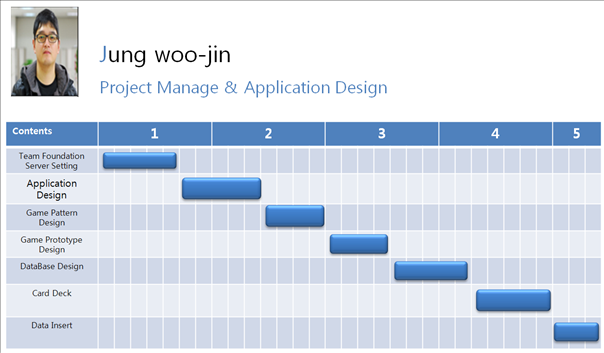 Jung woo-jin
Project Manage & Application Design
Contents 1 2 3 4 5
Team Foundation
Server Setting
Application
Design
Game Pattern
Design
Game Prototype
Design
DataBase Design
Card Deck
Data Insert